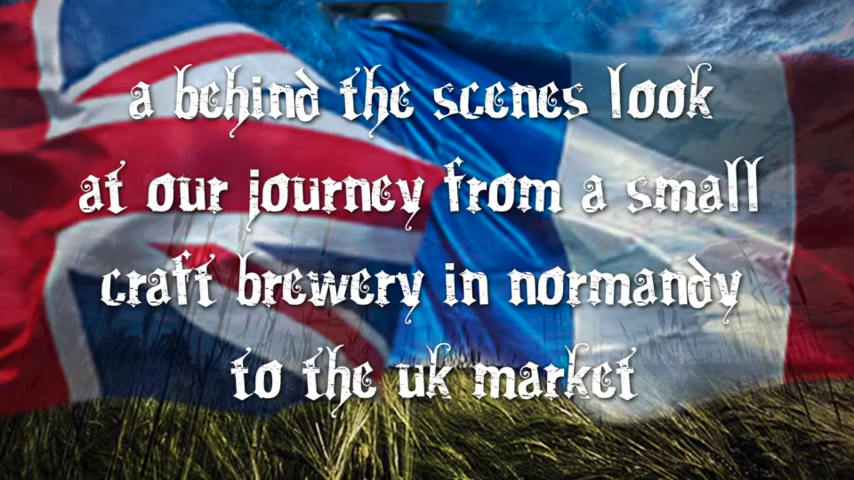 a behind the scenes look
at our journey from a small
craft brewery in normandy
to the uk market